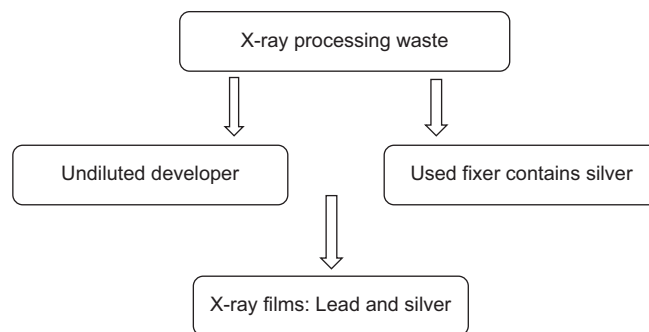 X-ray processing waste
Undiluted developer
Used fixer contains silver
X-ray films: Lead and silver